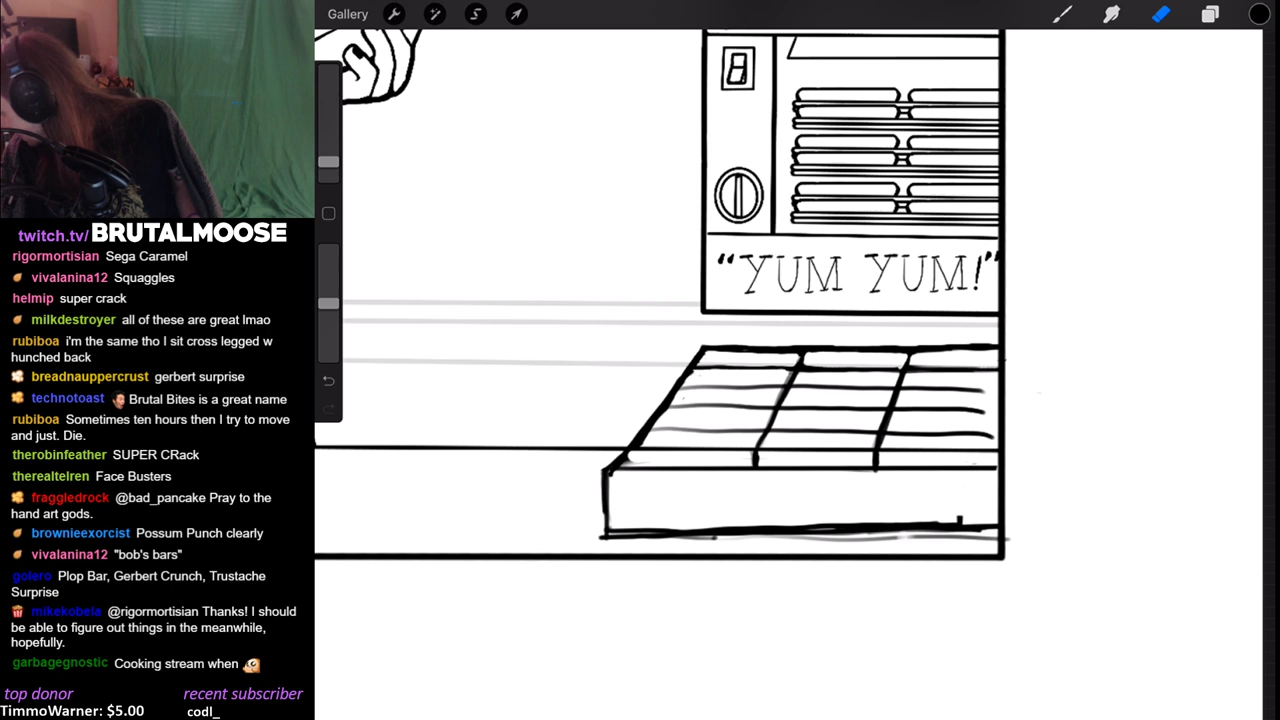 Gallery
8
"YUM YUM!"
twitch.tv/BRUTALMOOSE
rigormortisian Sega Caramel
vivalanina12 Squaggles
helmip super crack
milkdestroyer all of these are great lmao
rubiboa i'm the same tho I sit cross legged w
hunched back
breadnauppercrust gerbert surprise
technotoast Brutal Bites is a great name
rubiboa Sometimes ten hours then I try to move
and just. Die.
therobinfeather SUPER CRack
therealtelren Face Busters
fraggledrock @bad_pancake Pray to the
hand art gods.
brownieexorcist Possum Punch clearly
vivalanina12 "bob's bars"
golero Plop Bar, Gerbert Crunch, Trustache
Surprise
mikekobela @rigormortisian Thanks! I should
be able to figure out things in the meanwhile,
hopefully.
garbagegnostic Cooking stream when
top donor recent subscriber
TimmoWarner: $5.00 codl_